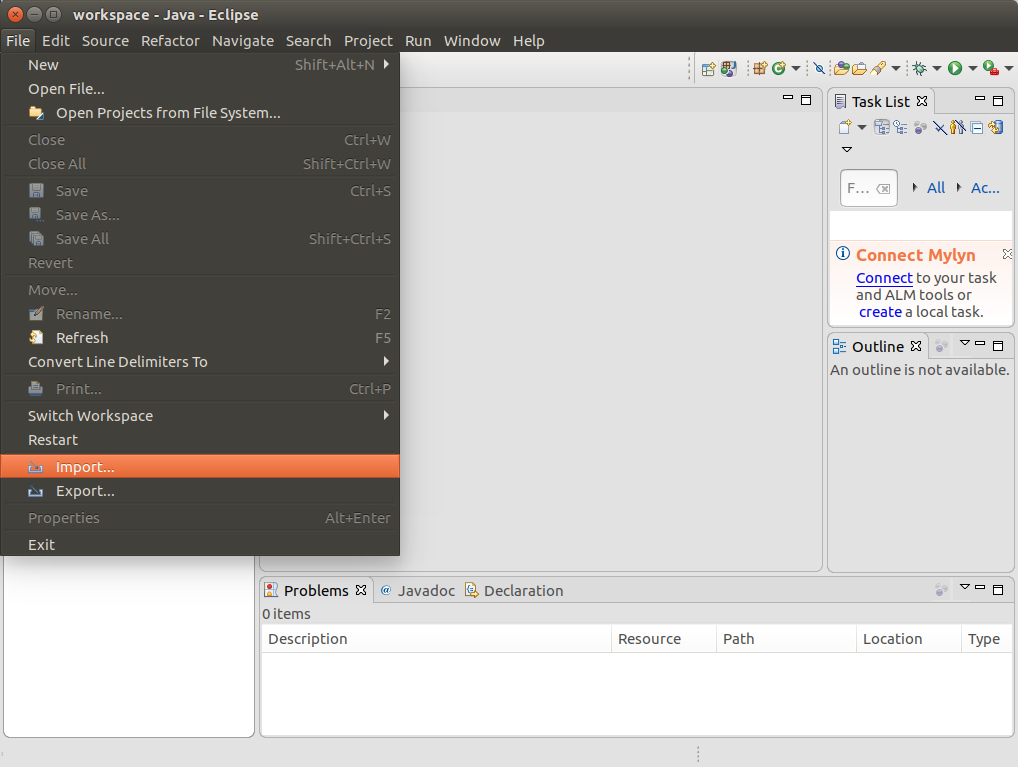 workspace - Java - Eclipse
File Edit Source Refactor Navigate Search Project Run Window Help
New Shift+Alt+N
Open File...
Open Projects from File System...
Close Ctrl+W
Close All Shift+Ctrl+W
Save Ctrl+S
Save As...
Save All Shift+Ctrl+S
Revert
Move...
Rename... F2
Refresh F5
Convert Line Delimiters To
Print... Ctrl+P
Switch Workspace
Restart
Import...
Export...
Properties Alt+Enter
Exit
Task List
F... All Ac...
Connect Mylyn
Connect to your task
and ALM tools or
create a local task.
Outline
An outline is not available.
Problems @ Javadoc Declaration
0 items
Description Resource Path Location Type